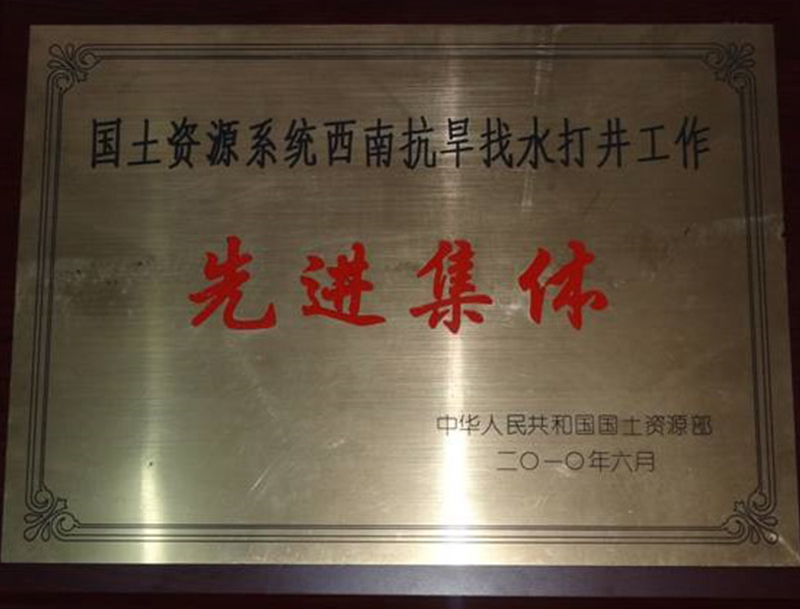 国土资源系统西南抗旱找水打井工作
先进集体
中华人民共和国国土资源部
二〇一〇年六月